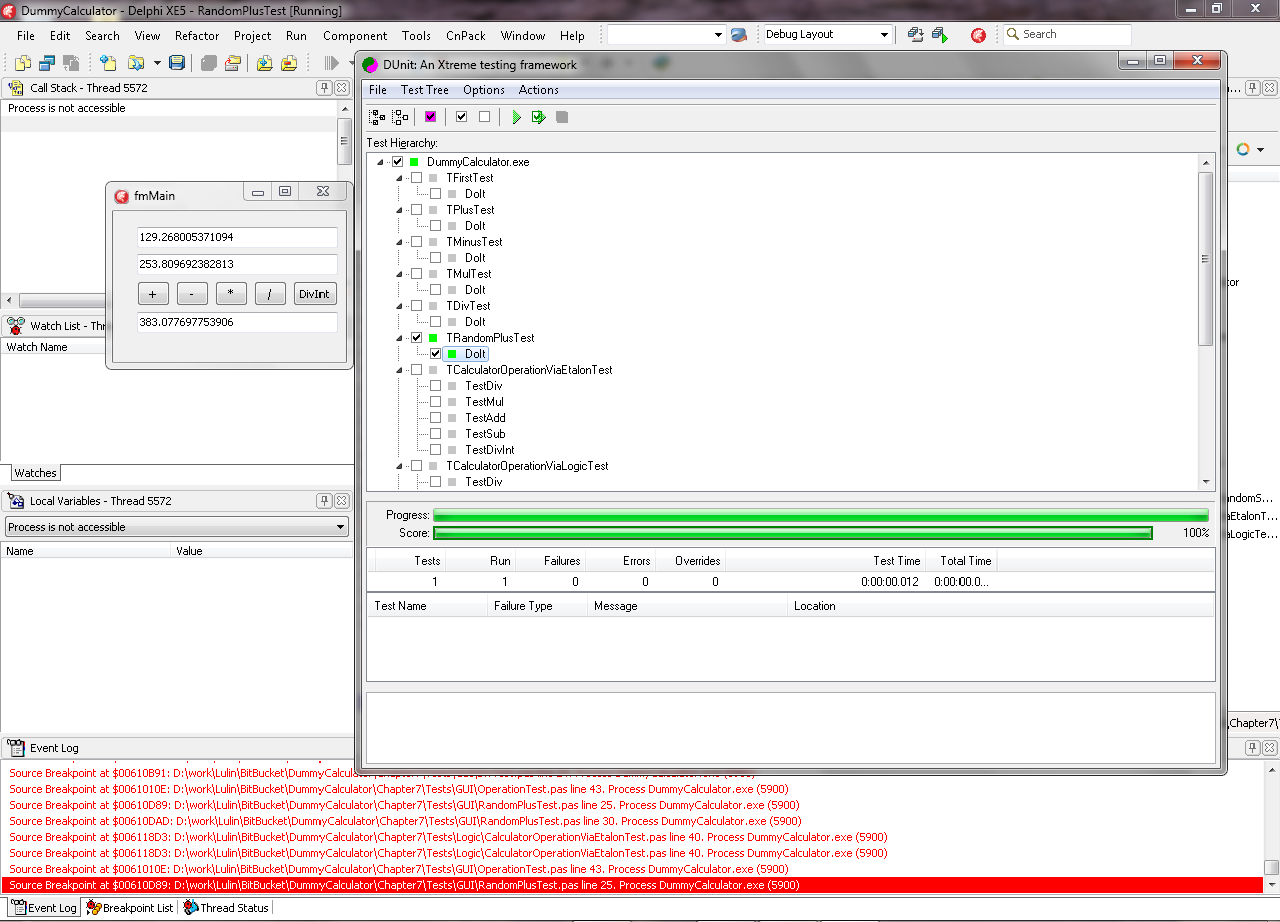 DummyCalculator - Delphi XE5 - RandomPlusTest [Running]
File Edit Search View Refactor Project Run Component Tools CnPack Window Help Debug Layout Search
Call Stack - Thread 5572
Process is not accessible
fmMain
129.268005371094
253.809692382813
+ - * / DivInt
383.077697753906
Watch List - Thr
Watch Name
Watches
Local Variables - Thread 5572
Process is not accessible
Name Value
DUnit: An Xtreme testing framework
File Test Tree Options Actions
Test Hierarchy:
DummyCalculator.exe
TFirstTest
DoIt
TPlusTest
DoIt
TMinusTest
DoIt
TMulTest
DoIt
TDivTest
DoIt
TRandomPlusTest
DoIt
TCalculatorOperationViaEtalonTest
TestDiv
TestMul
TestAdd
TestSub
TestDivInt
TCalculatorOperationViaLogicTest
TestDiv
Progress:
Score: 100%
Tests Run Failures Errors Overrides Test Time Total Time
1 1 0 0 0 0:00:00.012 0:00:00.0...
Test Name Failure Type Message Location
tor
ndomS...
aEtalonT...
aLogicTe...
\Chapter7\T
Event Log
Source Breakpoint at $00610B91: D:\work\Lulin\BitBucket\DummyCalculator\Chapter7\Tests\GUI\
Source Breakpoint at $0061010E: D:\work\Lulin\BitBucket\DummyCalculator\Chapter7\Tests\GUI\OperationTest.pas line 43. Process DummyCalculator.exe (5900)
Source Breakpoint at $00610D89: D:\work\Lulin\BitBucket\DummyCalculator\Chapter7\Tests\GUI\RandomPlusTest.pas line 25. Process DummyCalculator.exe (5900)
Source Breakpoint at $00610DAD: D:\work\Lulin\BitBucket\DummyCalculator\Chapter7\Tests\GUI\RandomPlusTest.pas line 30. Process DummyCalculator.exe (5900)
Source Breakpoint at $006118D3: D:\work\Lulin\BitBucket\DummyCalculator\Chapter7\Tests\Logic\CalculatorOperationViaEtalonTest.pas line 40. Process DummyCalculator.exe (5900)
Source Breakpoint at $006118D3: D:\work\Lulin\BitBucket\DummyCalculator\Chapter7\Tests\Logic\CalculatorOperationViaEtalonTest.pas line 40. Process DummyCalculator.exe (5900)
Source Breakpoint at $0061010E: D:\work\Lulin\BitBucket\DummyCalculator\Chapter7\Tests\GUI\OperationTest.pas line 43. Process DummyCalculator.exe (5900)
Source Breakpoint at $00610D89: D:\work\Lulin\BitBucket\DummyCalculator\Chapter7\Tests\GUI\RandomPlusTest.pas line 25. Process DummyCalculator.exe (5900)
Event Log Breakpoint List Thread Status